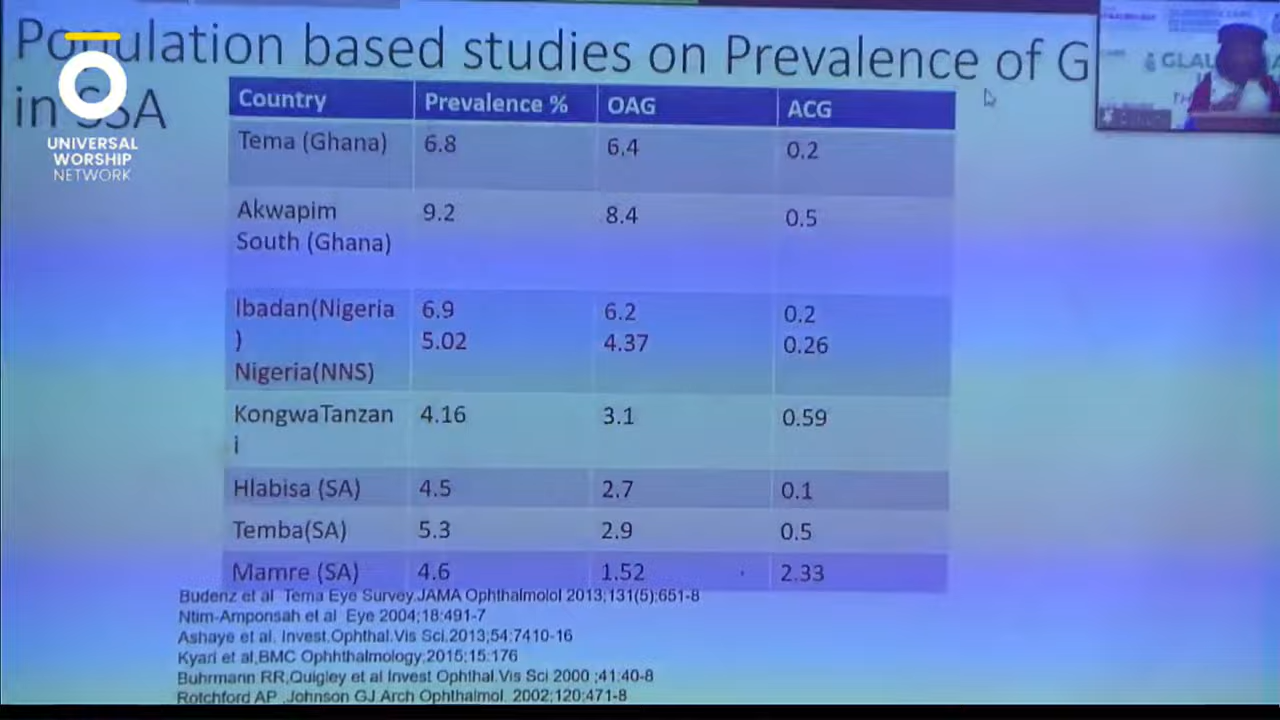 Population based studies on Prevalence of G
in SSA
UNIVERSAL
WORSHIP
NETWORK
GLAU
Country Prevalence % OAG ACG
Tema (Ghana) 6.8 6.4 0.2
Akwapim
South (Ghana) 9.2 8.4 0.5
Ibadan(Nigeria 6.9 6.2 0.2
) 5.02 4.37 0.26
Nigeria(NNS)
KongwaTanzan 4.16 3.1 0.59
i
Hlabisa (SA) 4.5 2.7 0.1
Temba(SA) 5.3 2.9 0.5
Mamre (SA) 4.6 1.52 2.33
Budenz et al Tema Eye Survey.JAMA Ophthalmolol 2013;131(5):651-8
Ntim-Amponsah et al Eye 2004;18:491-7
Ashaye et al. Invest.Ophthal.Vis Sci.2013;54:7410-16
Kyari et al,BMC Ophhthalmology;2015;15:176
Buhrmann RR,Quigley et al Invest Ophthal.Vis Sci 2000 ;41:40-8
Rotchford AP ,Johnson GJ.Arch Ophthalmol. 2002;120:471-8